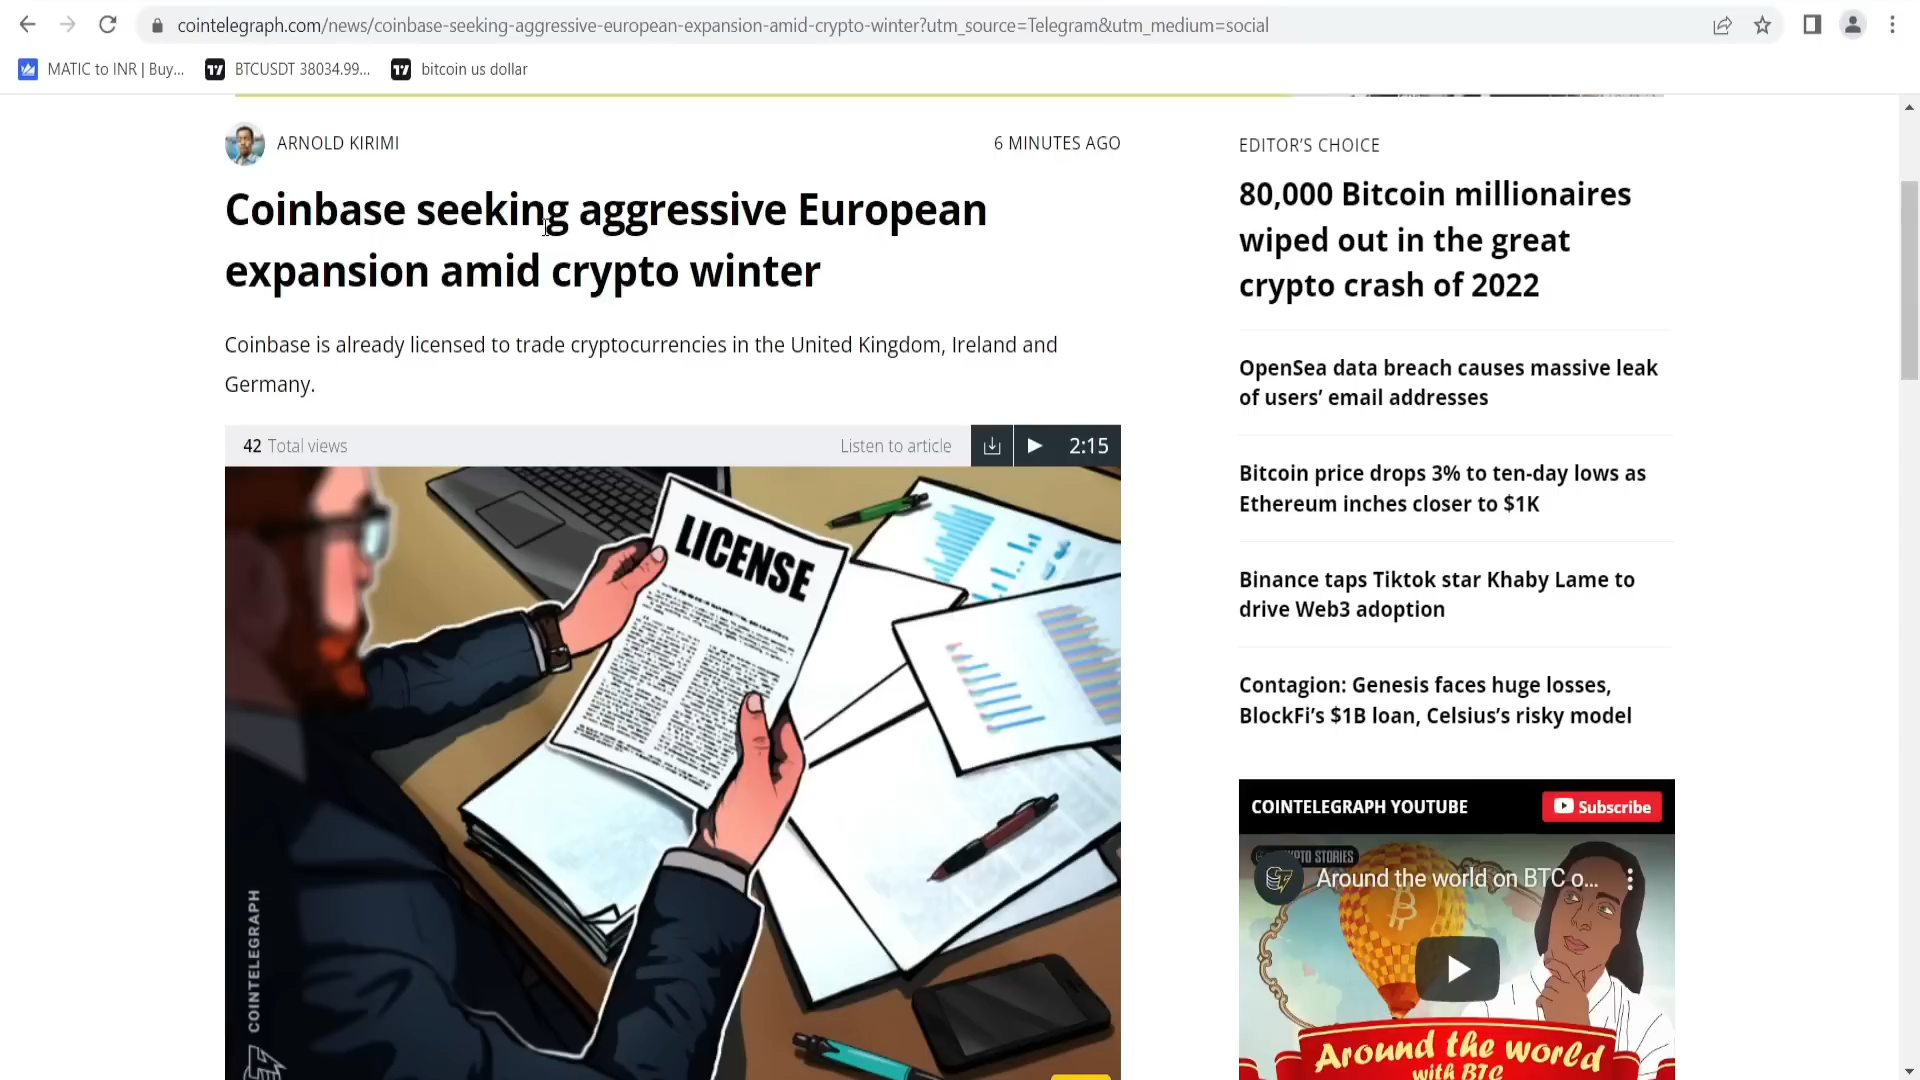 cointelegraph.com/news/coinbase-seeking-aggressive-european-expansion-amid-crypto-winter?utm_source=Telegram&utm_medium=social
MATIC to INR | Buy...
BTCUSDT 38034.99...
bitcoin us dollar
ARNOLD KIRIMI
6 MINUTES AGO
Coinbase seeking aggressive European
expansion amid crypto winter
Coinbase is already licensed to trade cryptocurrencies in the United Kingdom, Ireland and
Germany.
42 Total views
Listen to article
2:15
LICENSE
COINTELEGRAPH
EDITOR'S CHOICE
80,000 Bitcoin millionaires
wiped out in the great
crypto crash of 2022
OpenSea data breach causes massive leak
of users' email addresses
Bitcoin price drops 3% to ten-day lows as
Ethereum inches closer to $1K
Binance taps Tiktok star Khaby Lame to
drive Web3 adoption
Contagion: Genesis faces huge losses,
BlockFi's $1B loan, Celsius's risky model
COINTELEGRAPH YOUTUBE
Subscribe
STORIES
Around the world on BTC o...
Around the world
with BTC